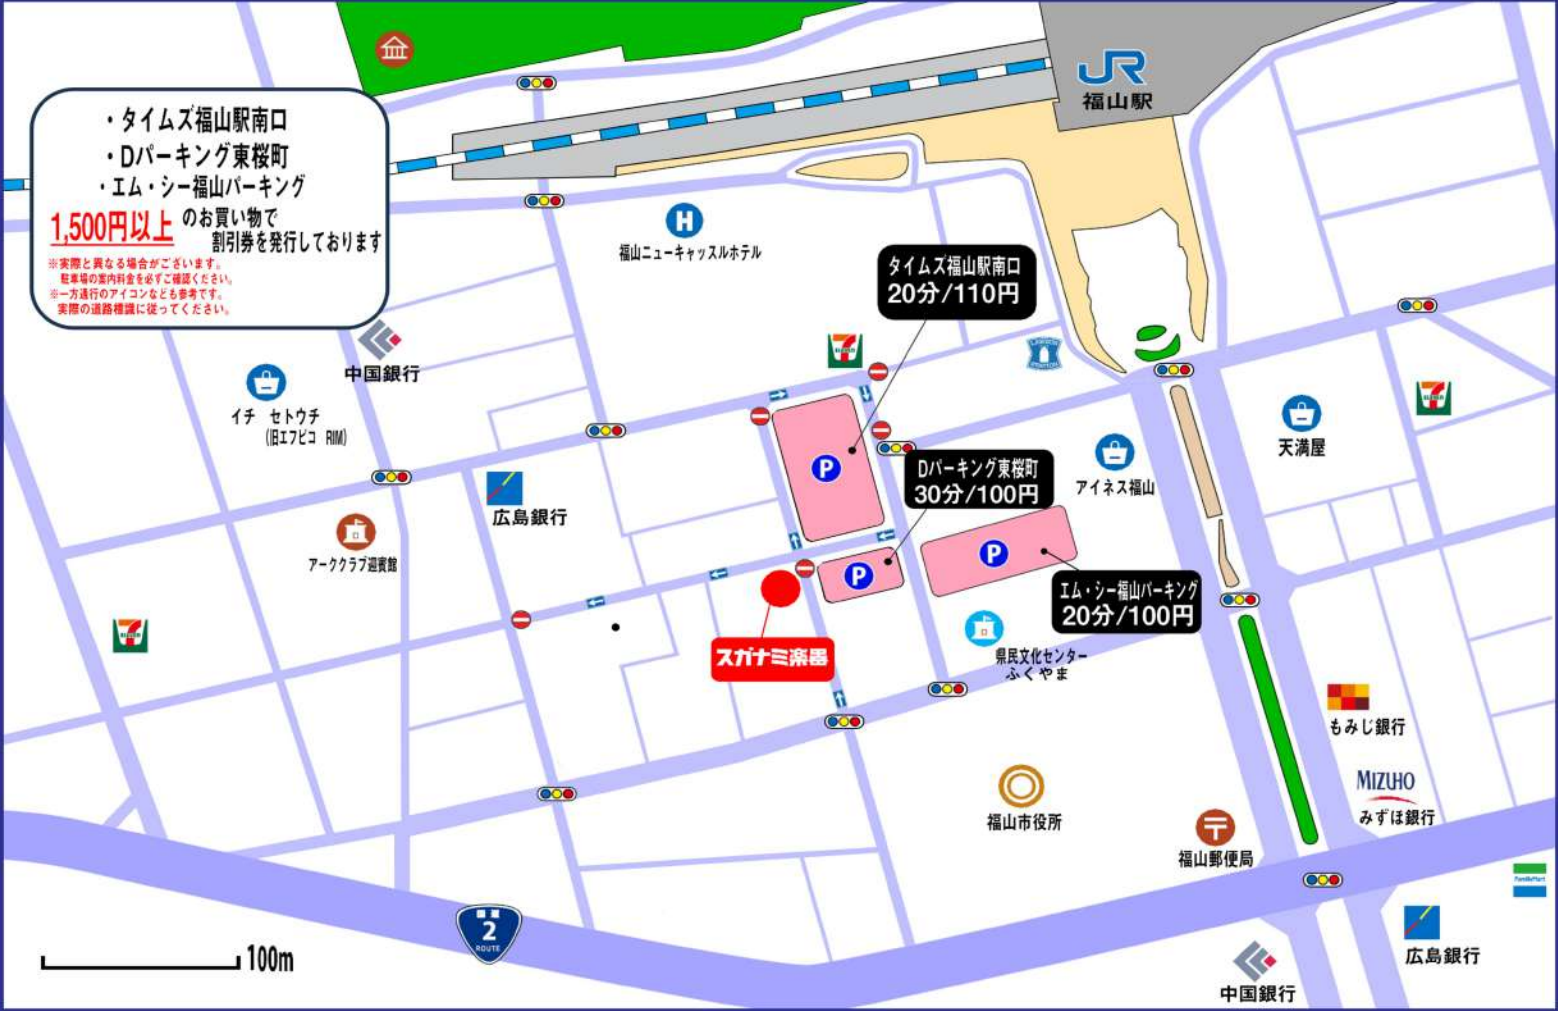 ・タイムズ福山駅南口
・Dパーキング東桜町
・エム・シー福山パーキング
1,500円以上 のお買い物で
割引券を発行しております
※実際と異なる場合がございます。
駐車場の案内料金を必ずご確認ください。
※一方通行のアイコンなども参考です。
実際の道路標識に従ってください。
JR
福山駅
H
福山ニューキャッスルホテル
タイムズ福山駅南口
20分/110円
中国銀行
イチ セトウチ
(旧エフピコ RIM)
LAWSON
STATION
天満屋
アイネス福山
P
Dパーキング東桜町
30分/100円
広島銀行
アーククラブ迎賓館
P
P
エム・シー福山パーキング
20分/100円
スガナミ楽器
県民文化センター
ふくやま
もみじ銀行
MIZUHO
みずほ銀行
福山市役所
福山郵便局
FamilyMart
国道
2
ROUTE
100m
広島銀行
中国銀行